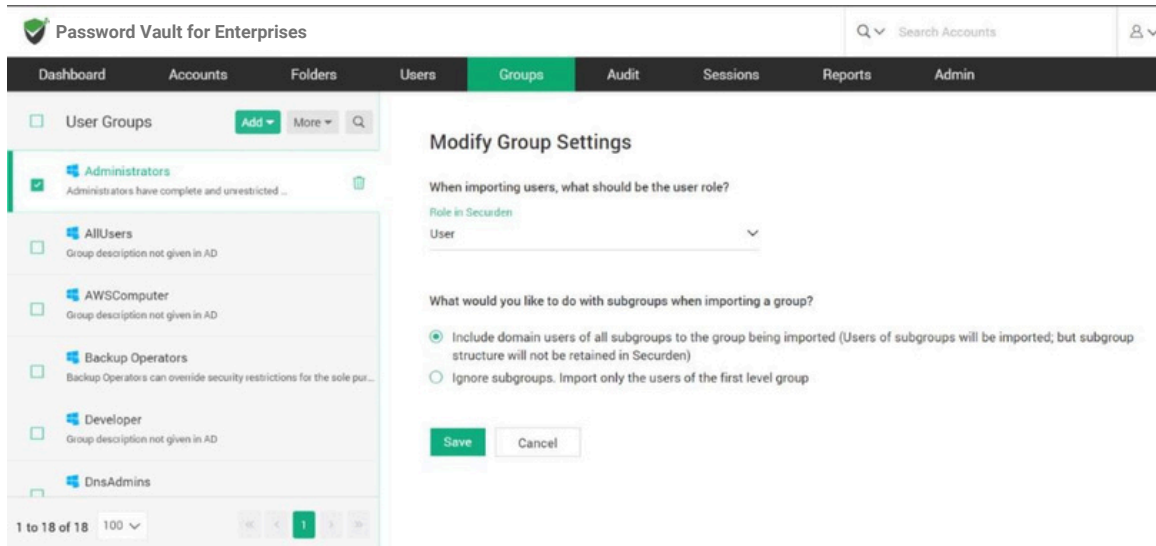 Password Vault for Enterprises
Search Accounts
Dashboard Accounts Folders Users Groups Audit Sessions Reports Admin
User Groups
Add
More
Administrators
Administrators have complete and unrestricted ...
AllUsers
Group description not given in AD
AWSComputer
Group description not given in AD
Backup Operators
Backup Operators can override security restrictions for the sole pur...
Developer
Group description not given in AD
DnsAdmins
1 to 18 of 18
100
« < 1 > »
Modify Group Settings
When importing users, what should be the user role?
Role in Securden
User
What would you like to do with subgroups when importing a group?
Include domain users of all subgroups to the group being imported (Users of subgroups will be imported; but subgroup
structure will not be retained in Securden)
Ignore subgroups. Import only the users of the first level group
Save
Cancel